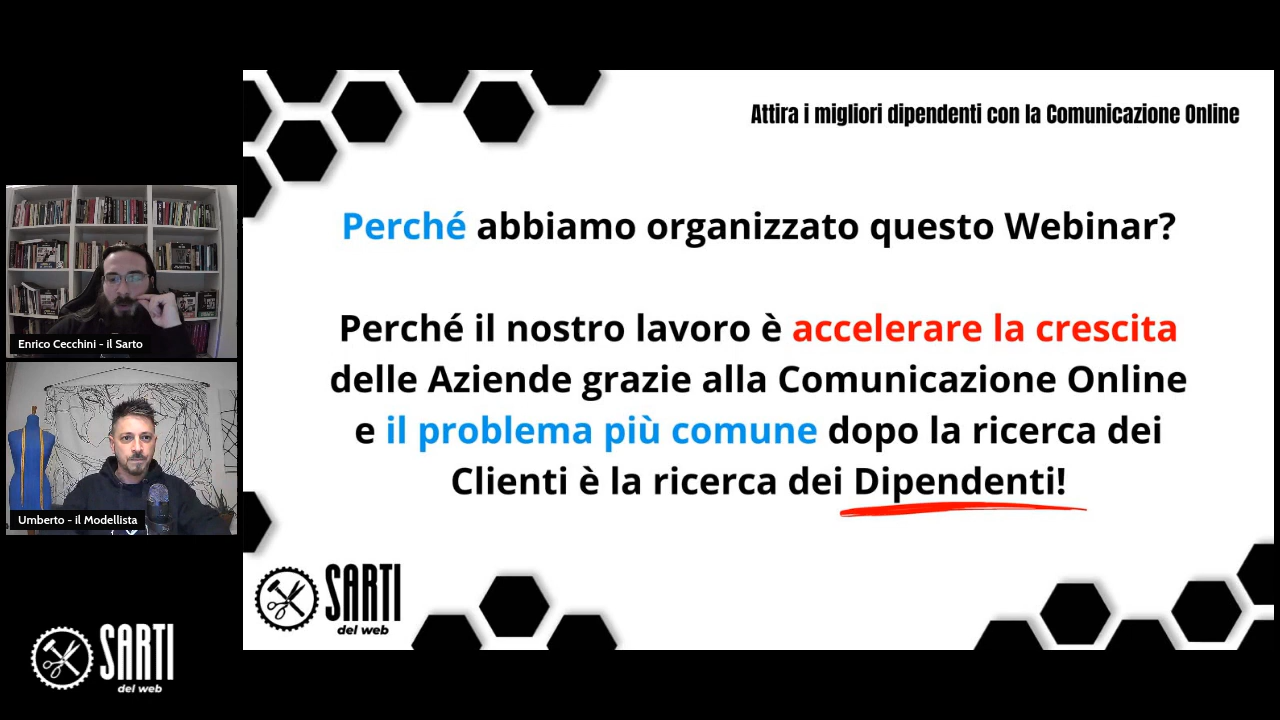 Attira i migliori dipendenti con la Comunicazione Online
Perché abbiamo organizzato questo Webinar?
Perché il nostro lavoro è accelerare la crescita
delle Aziende grazie alla Comunicazione Online
e il problema più comune dopo la ricerca dei
Clienti è la ricerca dei Dipendenti!
Enrico Cecchini - il Sarto
Umberto - il Modellista
SARTI
del web
SARTI
del web